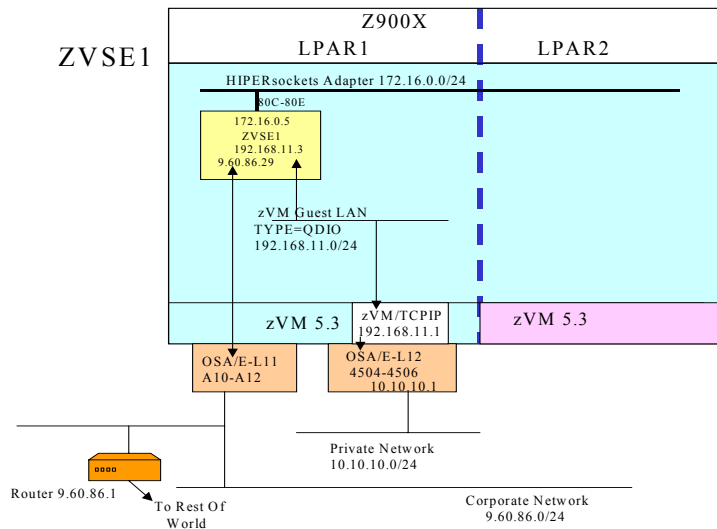 Z900X
ZVSE1
LPAR1
LPAR2
HIPERsockets Adapter 172.16.0.0/24
80C-80E
172.16.0.5
ZVSE1
192.168.11.3
9.60.86.29
zVM Guest LAN
TYPE=QDIO
192.168.11.0/24
zVM 5.3
zVM/TCPIP
192.168.11.1
zVM 5.3
OSA/E-L11
A10-A12
OSA/E-L12
4504-4506
10.10.10.1
Private Network
10.10.10.0/24
Router 9.60.86.1
To Rest Of
World
Corporate Network
9.60.86.0/24